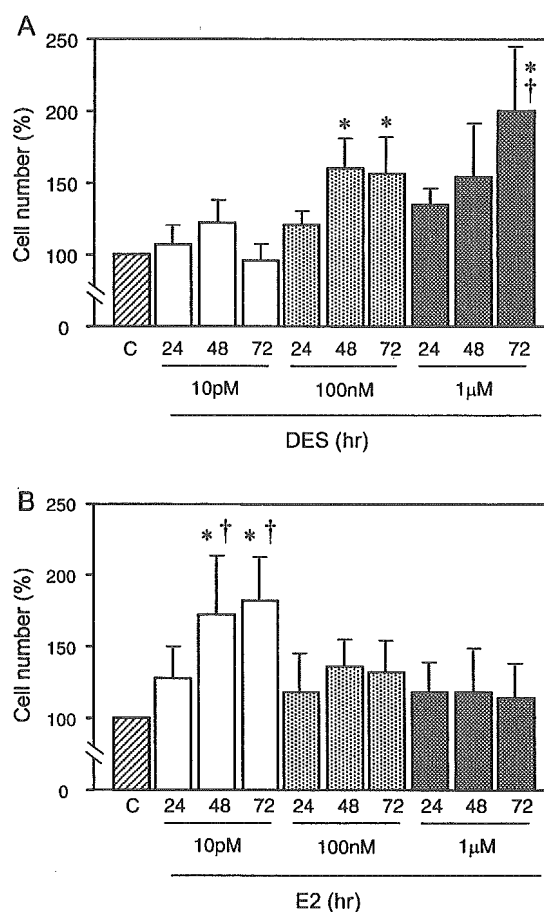 A
Cell number (%)
250
200
150
100
0
* * *
†
C 24 48 72 24 48 72 24 48 72
10pM 100nM 1μM
DES (hr)
B
Cell number (%)
250
200
150
100
0
*† *†
C 24 48 72 24 48 72 24 48 72
10pM 100nM 1μM
E2 (hr)